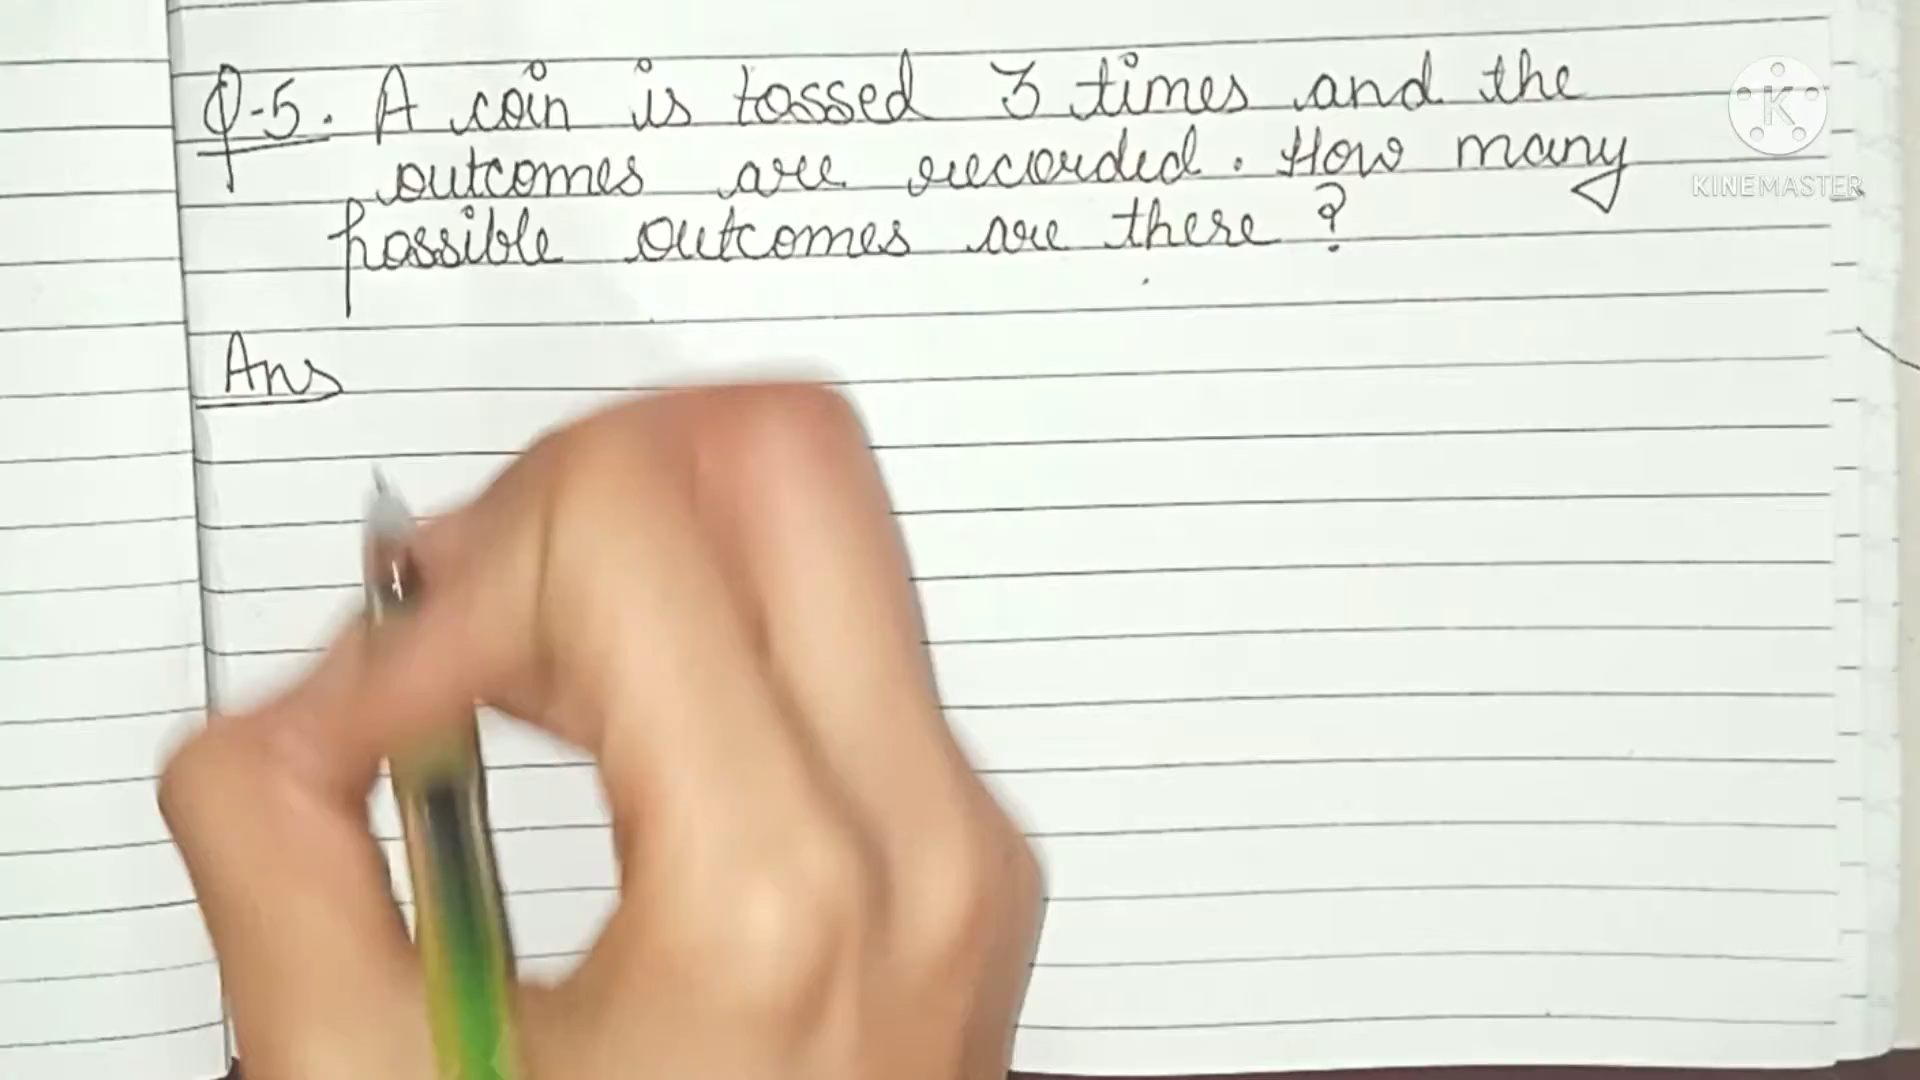 Q-5. A coin is tossed 3 times and the
outcomes are recorded. How many
possible outcomes are there?
Ans
K
KINEMASTER